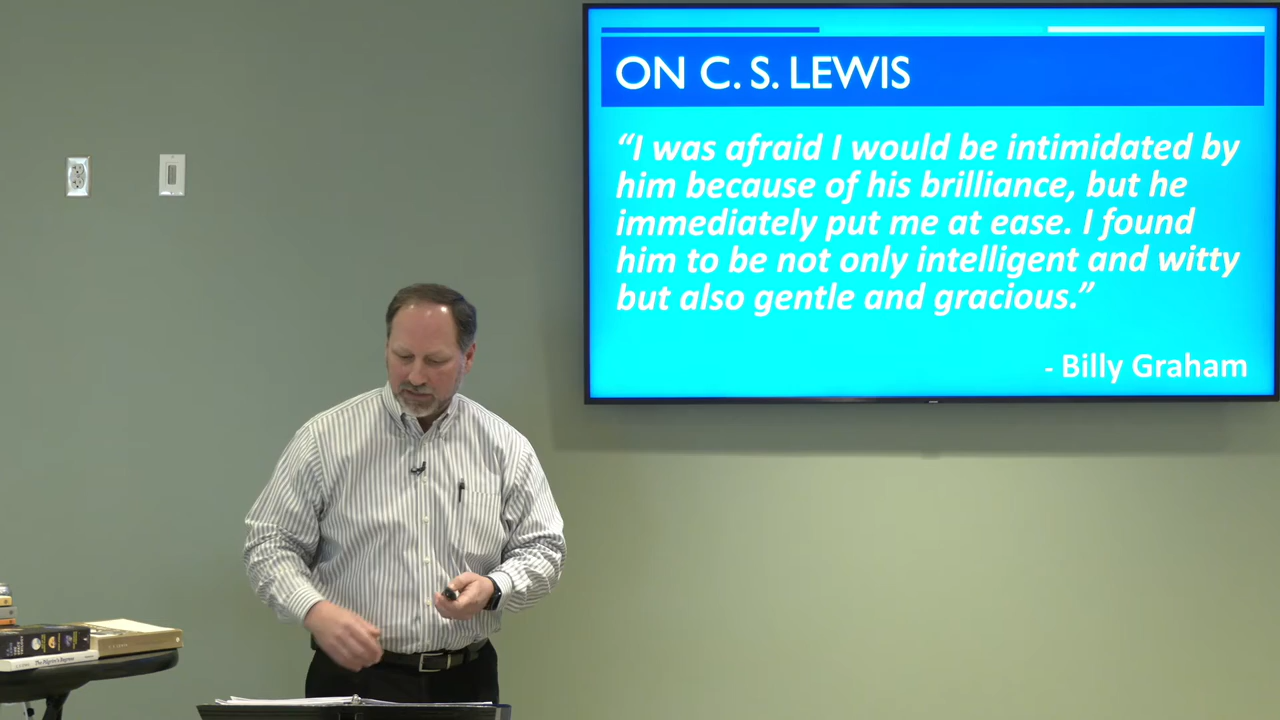 ON C. S. LEWIS
“I was afraid I would be intimidated by
him because of his brilliance, but he
immediately put me at ease. I found
him to be not only intelligent and witty
but also gentle and gracious.”
- Billy Graham
The Pilgrim's Regress